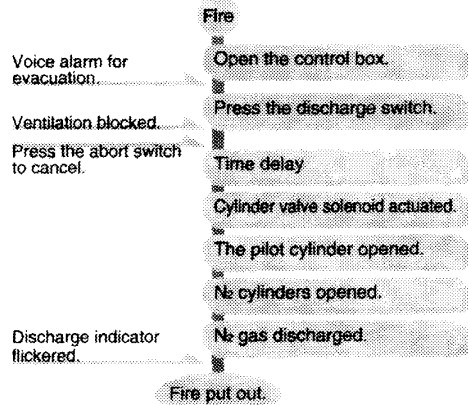 Fire
Voice alarm for
evacuation.
Open the control box.
Press the discharge switch.
Ventilation blocked.
Press the abort switch
to cancel.
Time delay
Cylinder valve solenoid actuated.
The pilot cylinder opened.
N₂ cylinders opened.
N₂ gas discharged.
Discharge indicator
flickered.
Fire put out.